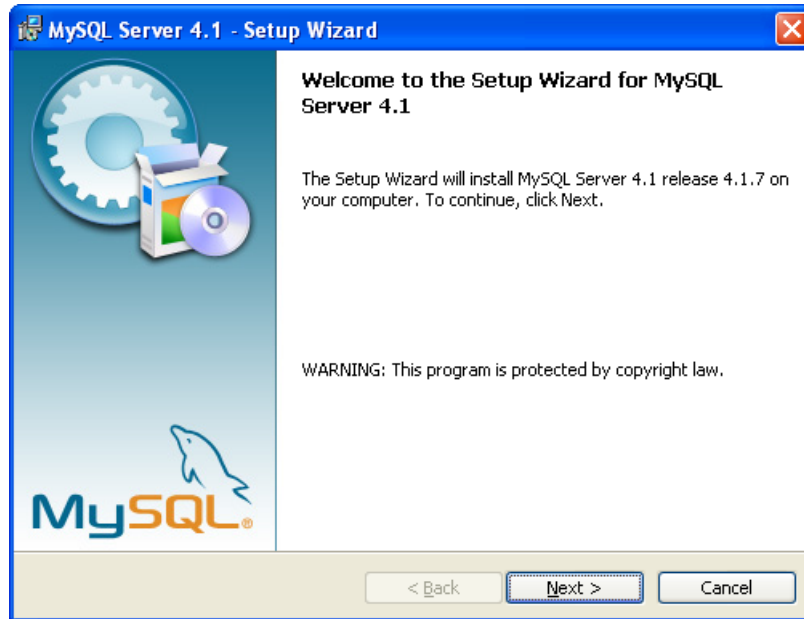 MySQL Server 4.1 - Setup Wizard
Welcome to the Setup Wizard for MySQL
Server 4.1
The Setup Wizard will install MySQL Server 4.1 release 4.1.7 on
your computer. To continue, click Next.
WARNING: This program is protected by copyright law.
MySQL®
< Back Next > Cancel